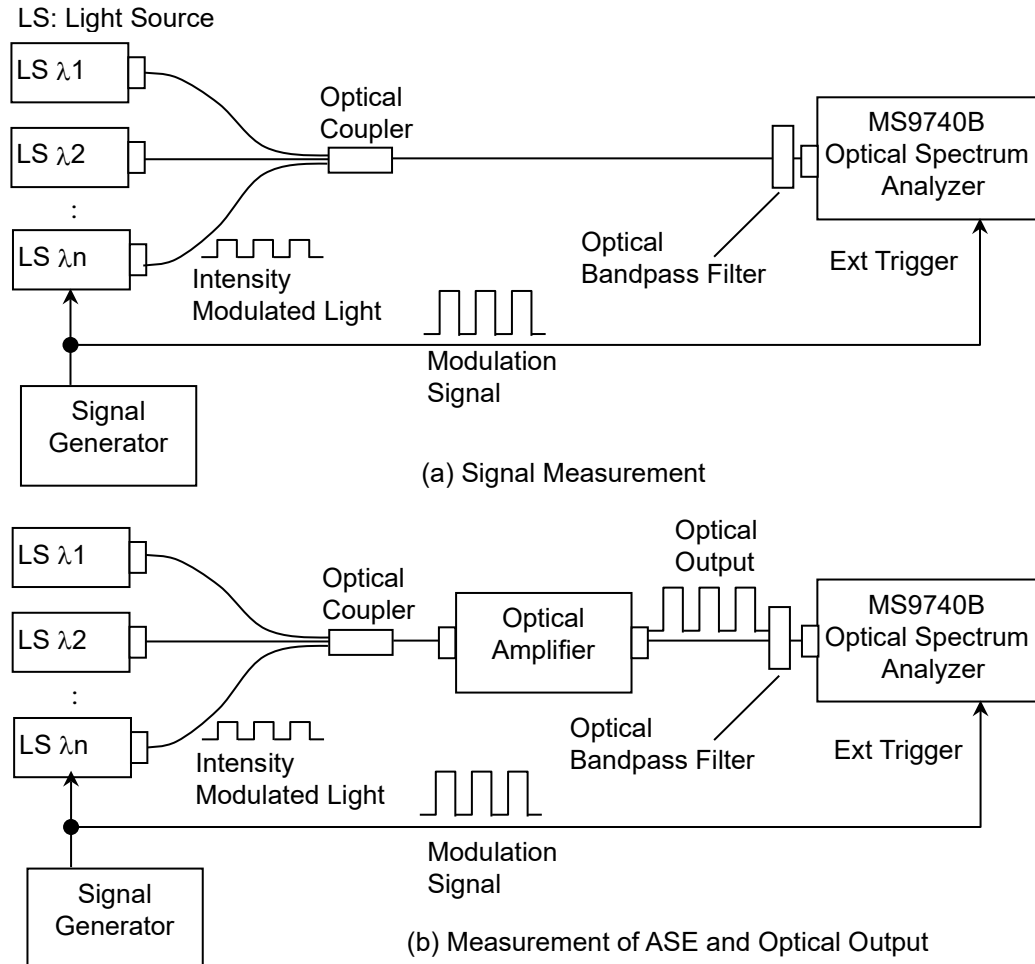 LS: Light Source
LS λ1
Optical
Coupler
MS9740B
Optical Spectrum
Analyzer
LS λ2
:
LS λn
Intensity
Modulated Light
Optical
Bandpass Filter
Ext Trigger
Modulation
Signal
Signal
Generator
(a) Signal Measurement
LS λ1
Optical
Coupler
Optical
Amplifier
Optical
Output
MS9740B
Optical Spectrum
Analyzer
LS λ2
:
LS λn
Intensity
Modulated Light
Optical
Bandpass Filter
Ext Trigger
Modulation
Signal
Signal
Generator
(b) Measurement of ASE and Optical Output